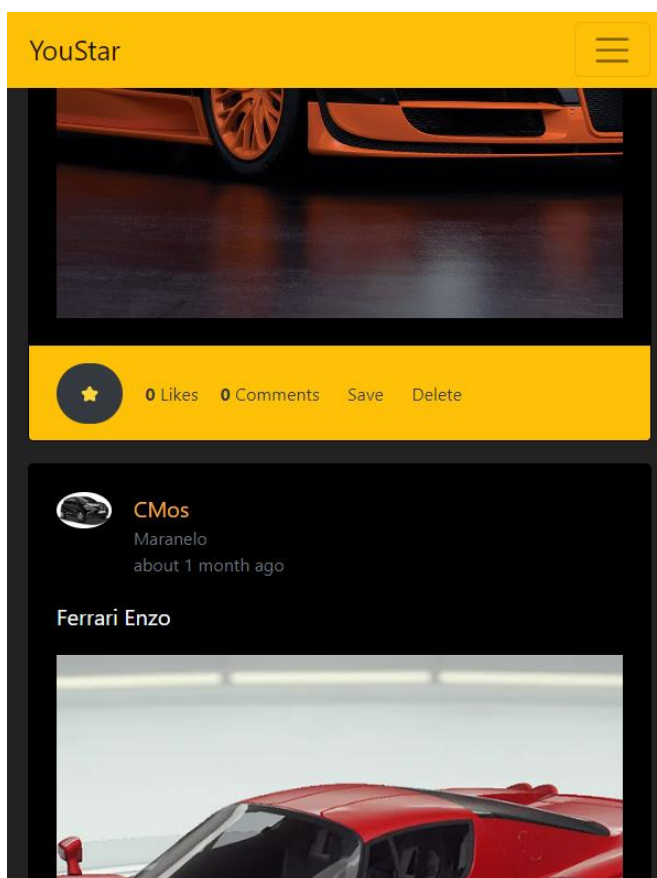 YouStar
0 Likes 0 Comments Save Delete
CMos
Maranelo
about 1 month ago
Ferrari Enzo